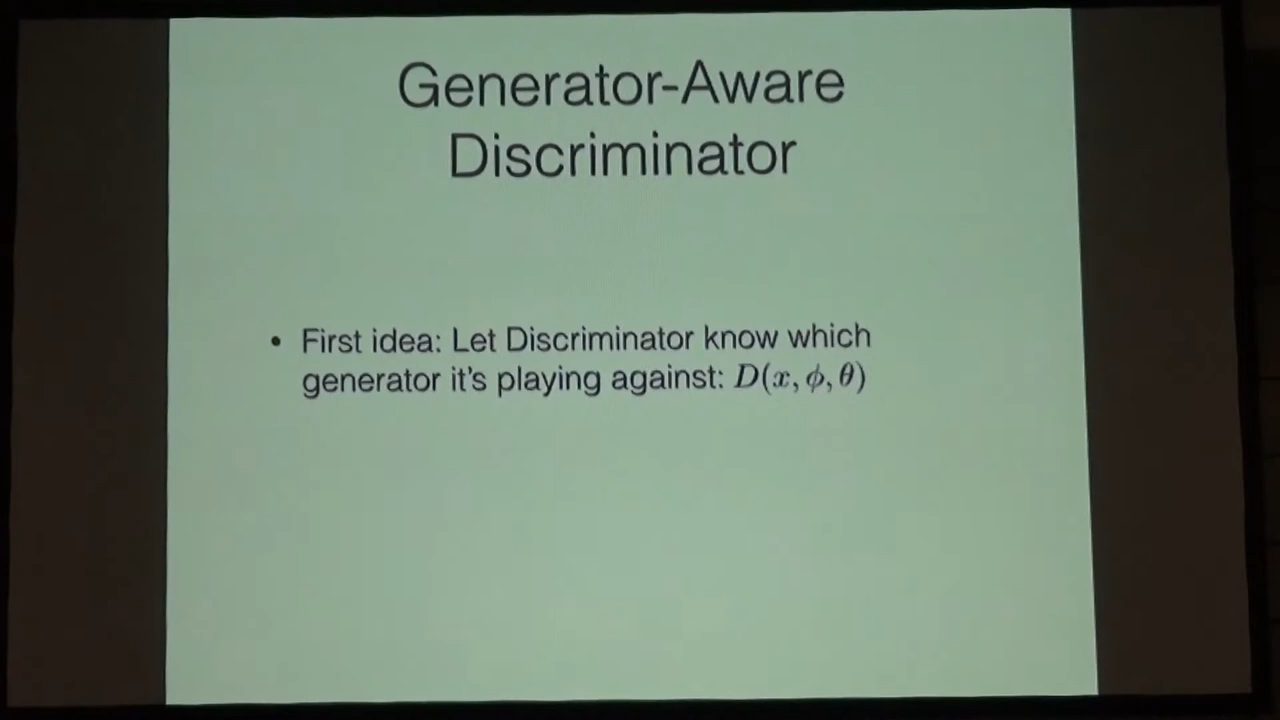 Generator-Aware
Discriminator
• First idea: Let Discriminator know which
generator it's playing against: D(x, ϕ, θ)